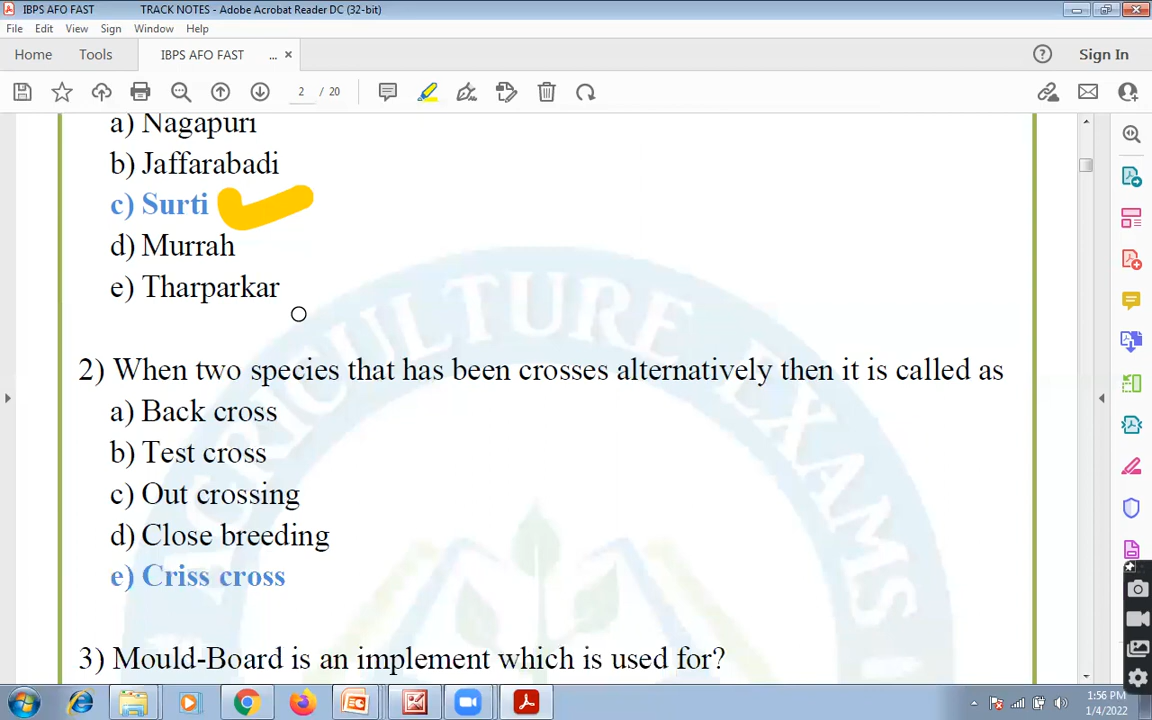 IBPS AFO FAST TRACK NOTES - Adobe Acrobat Reader DC (32-bit)
File Edit View Sign Window Help
Home Tools IBPS AFO FAST ... × Sign In
2 / 20
a) Nagapuri
b) Jaffarabadi
c) Surti
d) Murrah
e) Tharparkar
2) When two species that has been crosses alternatively then it is called as
a) Back cross
b) Test cross
c) Out crossing
d) Close breeding
e) Criss cross
3) Mould-Board is an implement which is used for?
AGRICULTURE EXAMS
1:56 PM
1/4/2022